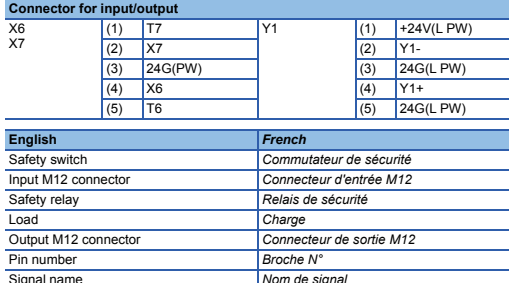 Connector for input/output
X6 X7 (1) T7 Y1 (1) +24V(L PW)
(2) X7 (2) Y1-
(3) 24G(PW) (3) 24G(L PW)
(4) X6 (4) Y1+
(5) T6 (5) 24G(L PW)
English French
Safety switch Commutateur de sécurité
Input M12 connector Connecteur d'entrée M12
Safety relay Relais de sécurité
Load Charge
Output M12 connector Connecteur de sortie M12
Pin number Broche N°
Signal name Nom de signal